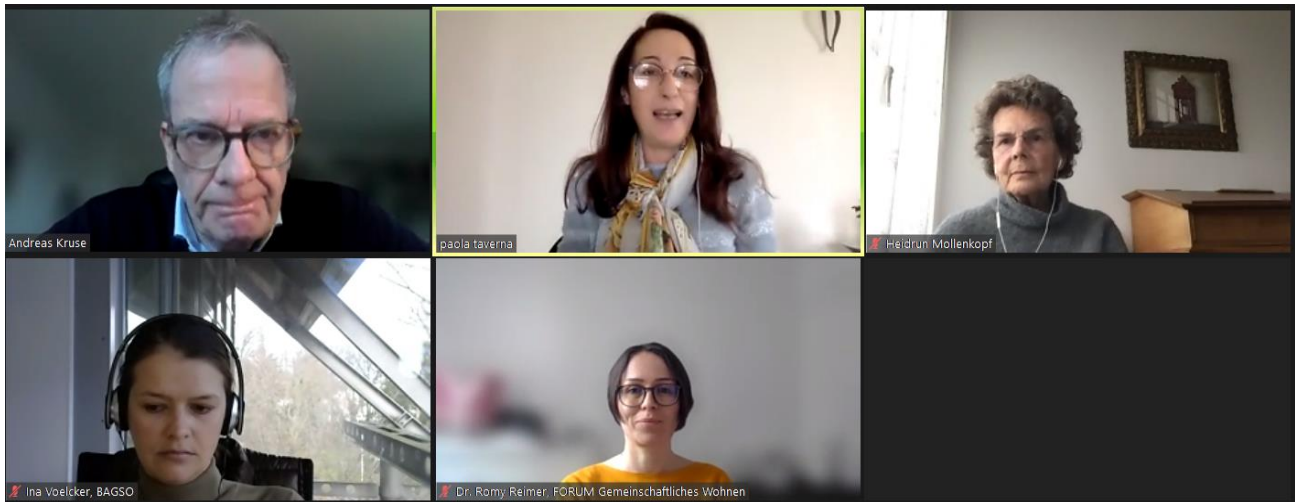 Andreas Kruse
paola taverna
Heidrun Mollenkopf
Ina Voelcker, BAGSO
Dr. Romy Reimer, FORUM Gemeinschaftliches Wohnen